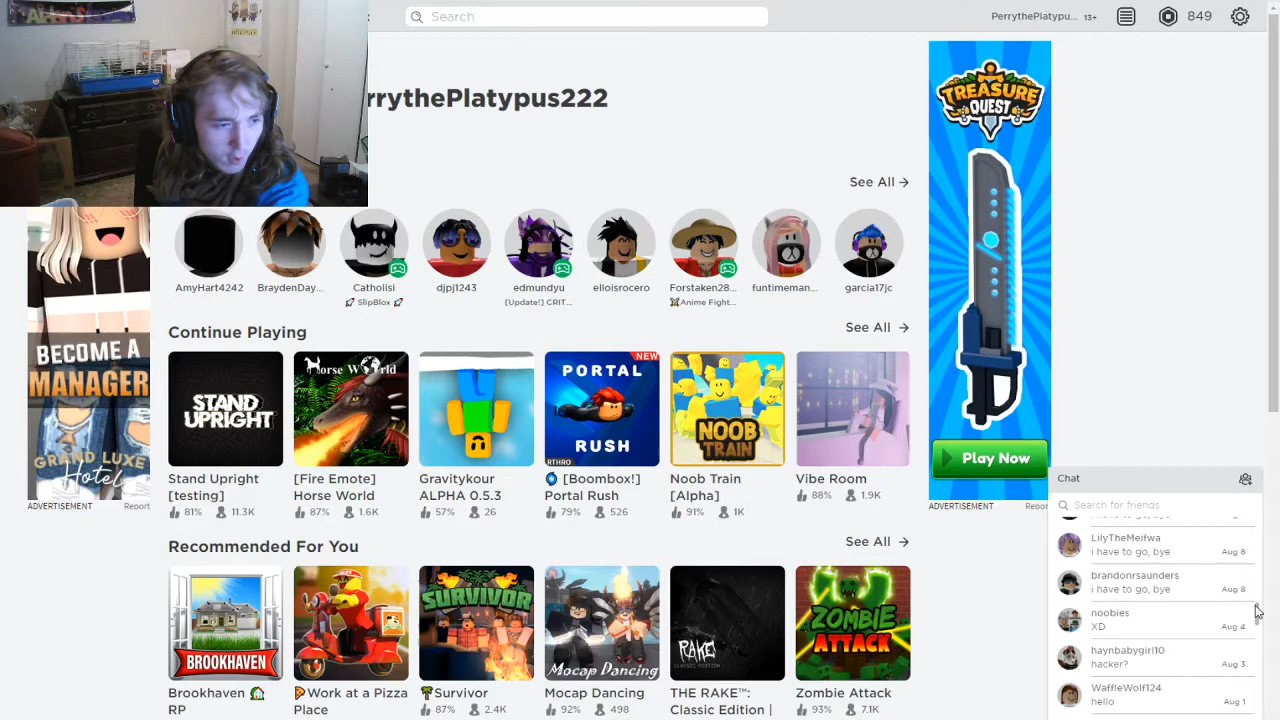 Search
PerrythePlatypu... 13+
849
rrythePlatypus222
See All →
AmyHart4242
BraydenDay...
Catholisi
SlipBlox
djpj1243
edmundyu
[Update!] CRIT...
elloisrocero
Forstaken28...
Anime Fight...
funtimeman...
garcia17jc
Continue Playing
See All →
STAND
UPRIGHT
Horse World
NEW
PORTAL
RUSH
RTHRO
NOOB
TRAIN
Stand Upright
[testing]
81% 11.3K
[Fire Emote]
Horse World
87% 1.6K
Gravitykour
ALPHA 0.5.3
57% 26
[Boombox!]
Portal Rush
79% 526
Noob Train
[Alpha]
91% 1K
Vibe Room
88% 1.9K
Recommended For You
See All →
BROOKHAVEN
SURVIVOR
Mocap Dancing
RAKE
CLASSIC EDITION
ZOMBIE
ATTACK
Brookhaven
RP
Work at a Pizza
Place
Survivor
87% 2.4K
Mocap Dancing
92% 498
THE RAKE™:
Classic Edition |
Zombie Attack
93% 7.1K
BECOME A
MANAGER
GRAND LUXE
Hotel
ADVERTISEMENT
Report
TREASURE
QUEST
Play Now
ADVERTISEMENT
Repor
Chat
Search for friends
LilyTheMeifwa
i have to go, bye
Aug 8
brandonrsaunders
i have to go, bye
Aug 8
noobies
XD
Aug 4
haynbabygirl10
hacker?
Aug 3
WaffleWolf124
hello
Aug 1